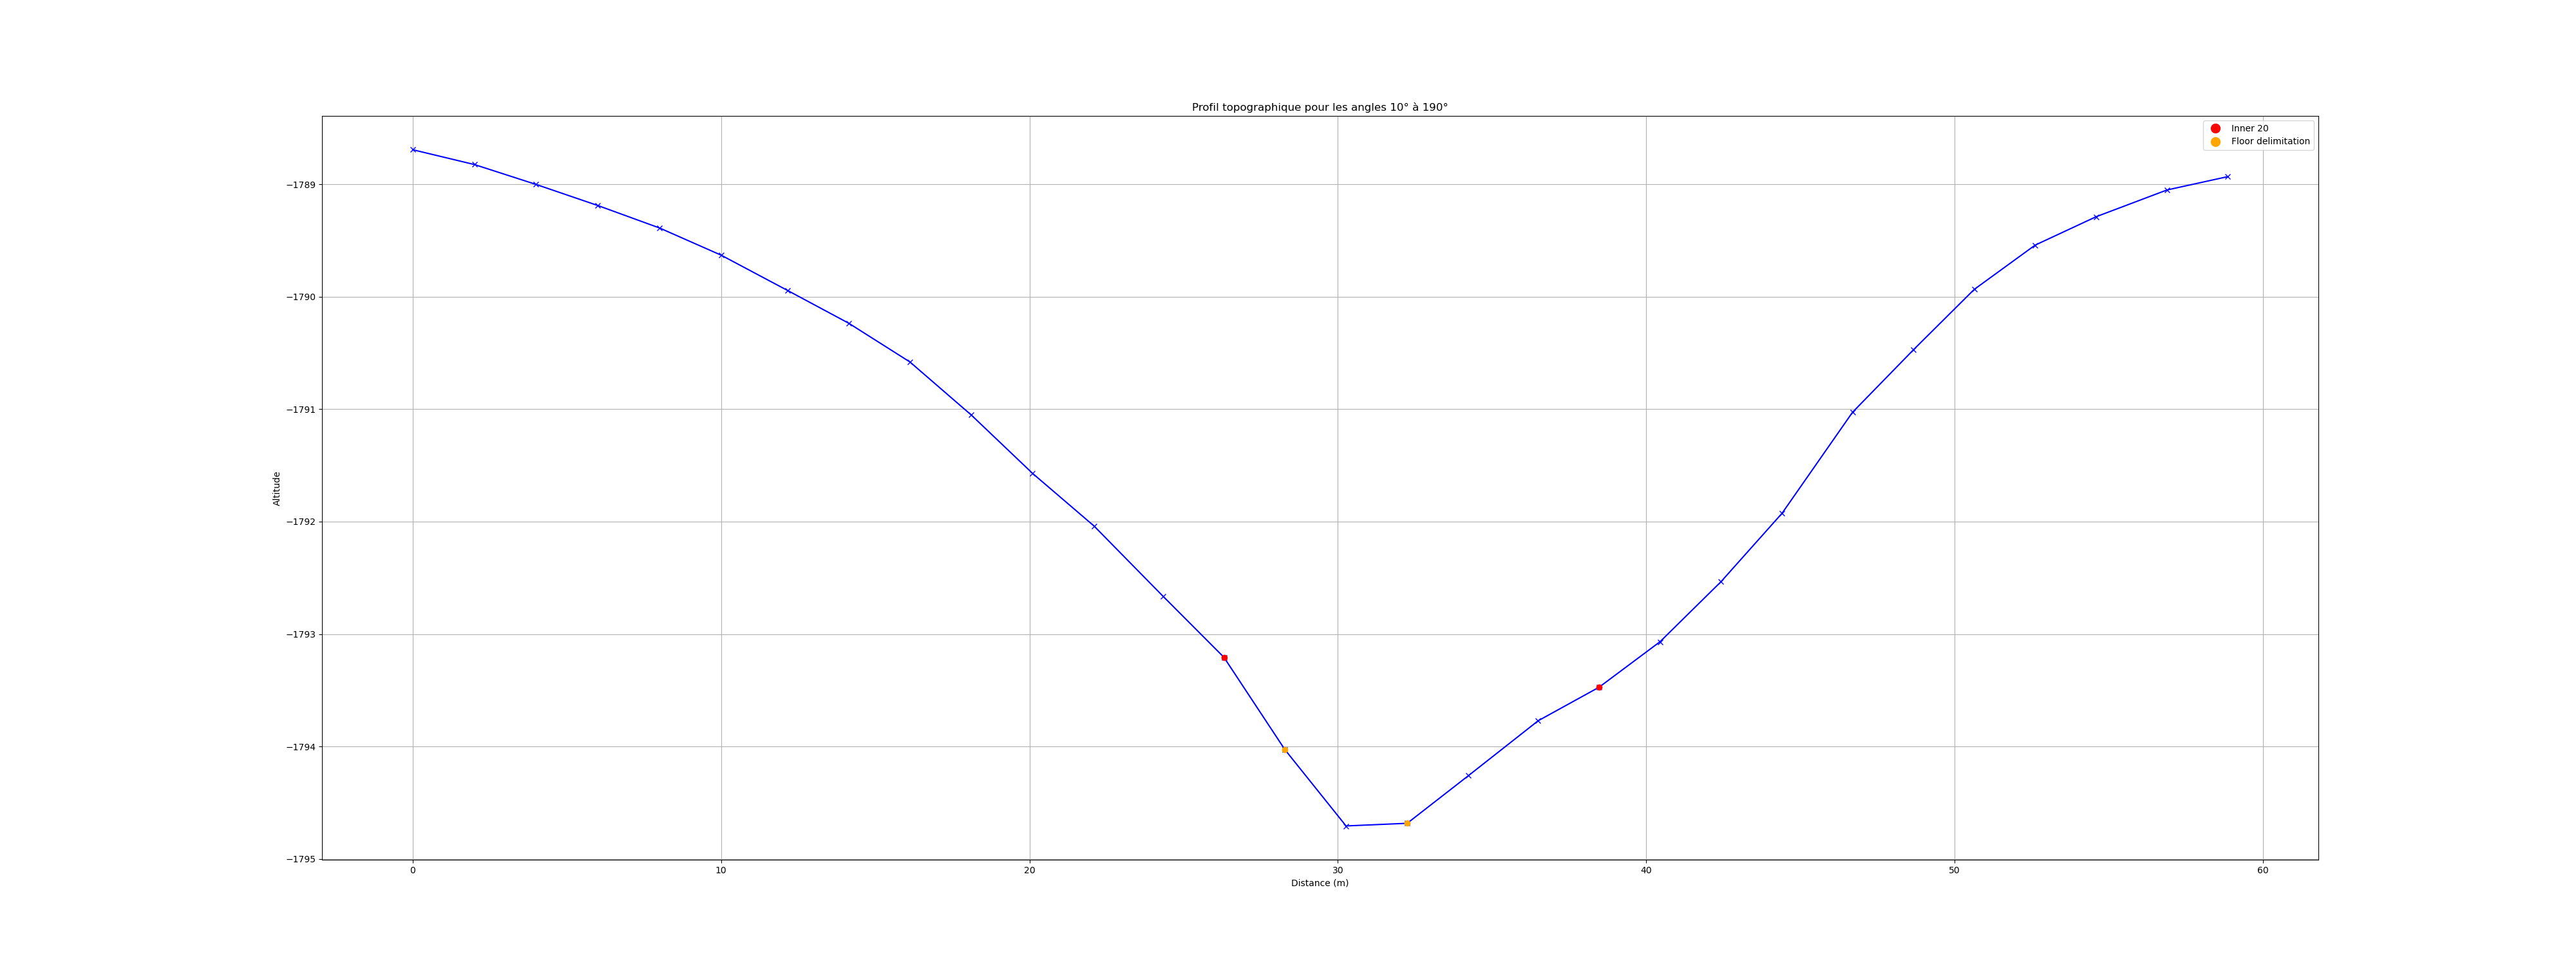 Profil topographique pour les angles 10° à 190°
Inner 20
Floor delimitation
−1789
−1790
−1791
−1792
−1793
−1794
−1795
Altitude
0 10 20 30 40 50 60
Distance (m)